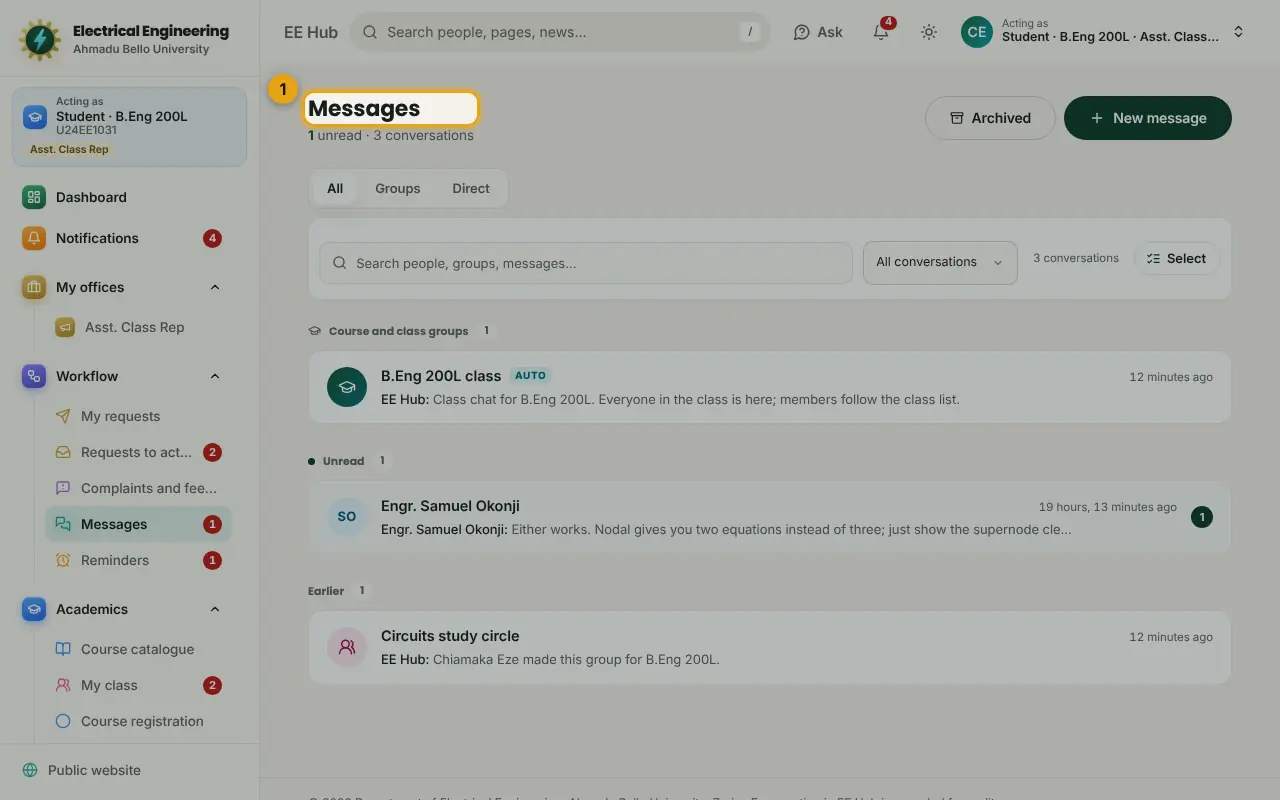 Electrical Engineering
Ahmadu Bello University
Acting as
Student · B.Eng 200L
U24EE1031
Asst. Class Rep
Dashboard
Notifications 4
My offices
Asst. Class Rep
Workflow
My requests
Requests to act... 2
Complaints and fee...
Messages 1
Reminders 1
Academics
Course catalogue
My class 2
Course registration
Public website
EE Hub
Search people, pages, news...
/
Ask
4
CE
Acting as
Student · B.Eng 200L · Asst. Class...
1
Messages
1 unread · 3 conversations
Archived
New message
All Groups Direct
Search people, groups, messages...
All conversations
3 conversations
Select
Course and class groups 1
B.Eng 200L class AUTO
12 minutes ago
EE Hub: Class chat for B.Eng 200L. Everyone in the class is here; members follow the class list.
Unread 1
SO
Engr. Samuel Okonji
19 hours, 13 minutes ago
Engr. Samuel Okonji: Either works. Nodal gives you two equations instead of three; just show the supernode cle...
1
Earlier 1
Circuits study circle
12 minutes ago
EE Hub: Chiamaka Eze made this group for B.Eng 200L.